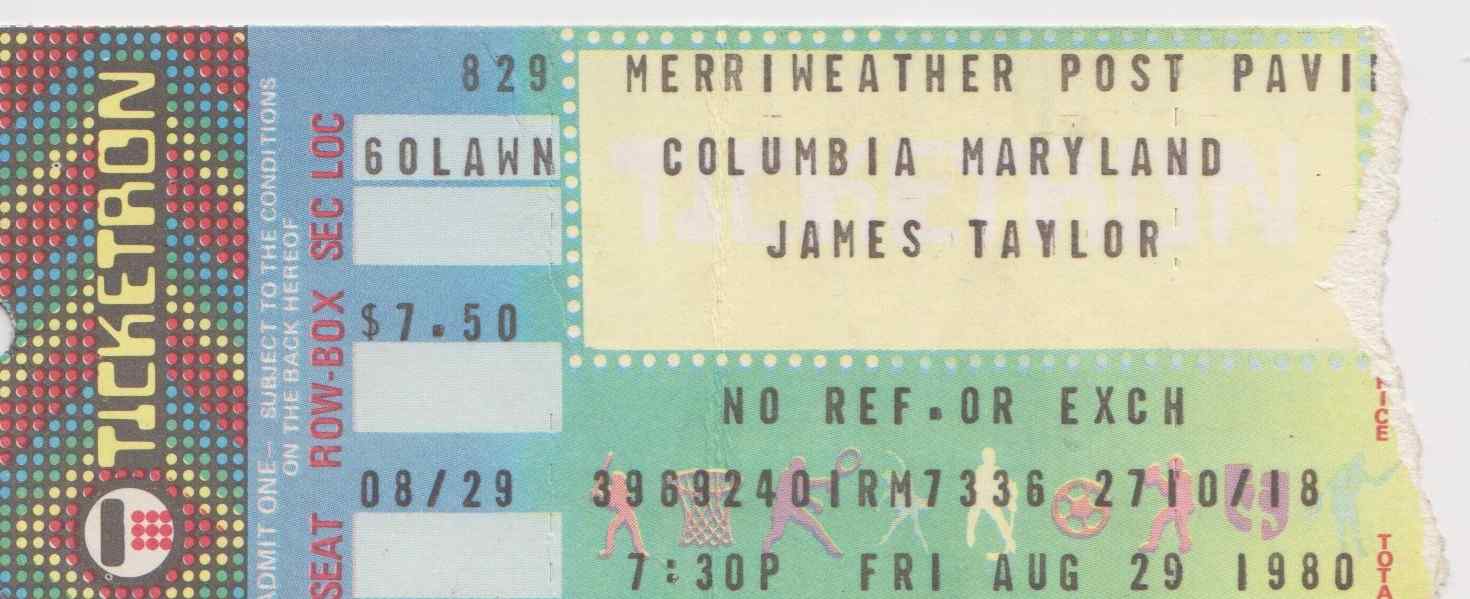 TICKETRON
ADMIT ONE— SUBJECT TO THE CONDITIONS
ON THE BACK HEREOF
SEAT ROW-BOX SEC LOC
829
60LAWN
$7.50
08/29
MERRIWEATHER POST PAVI
COLUMBIA MARYLAND
JAMES TAYLOR
NO REF.OR EXCH
3969240IRM7336 2710/18
7:30P FRI AUG 29 1980